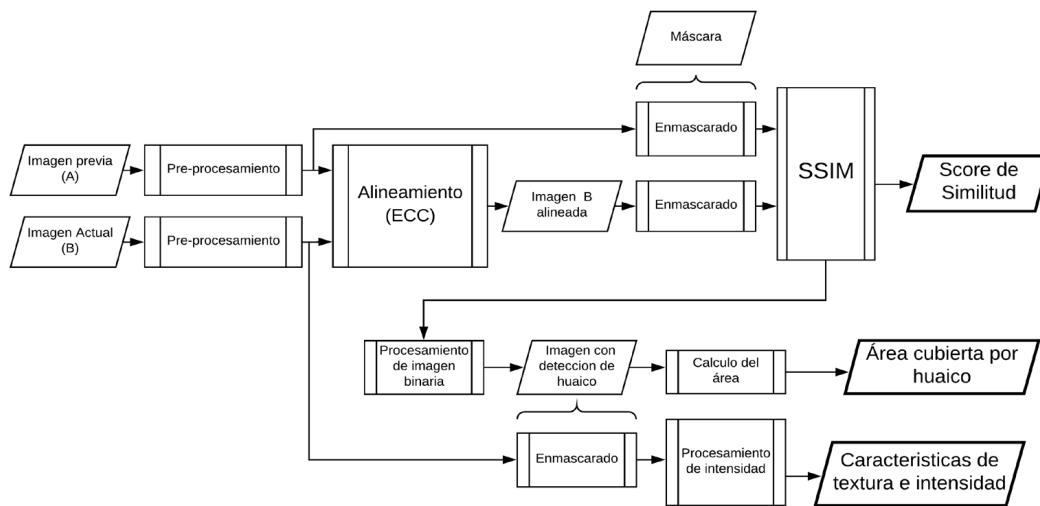 Máscara
Enmascarado
SSIM
Imagen previa
(A)
Pre-procesamiento
Alineamiento
(ECC)
Score de
Similitud
Imagen B
alineada
Enmascarado
Imagen Actual
(B)
Pre-procesamiento
Procesamiento
de imagen
binaria
Imagen con
deteccion de
huaico
Calculo del
área
Área cubierta por
huaico
Enmascarado
Procesamiento
de intensidad
Caracteristicas de
textura e intensidad